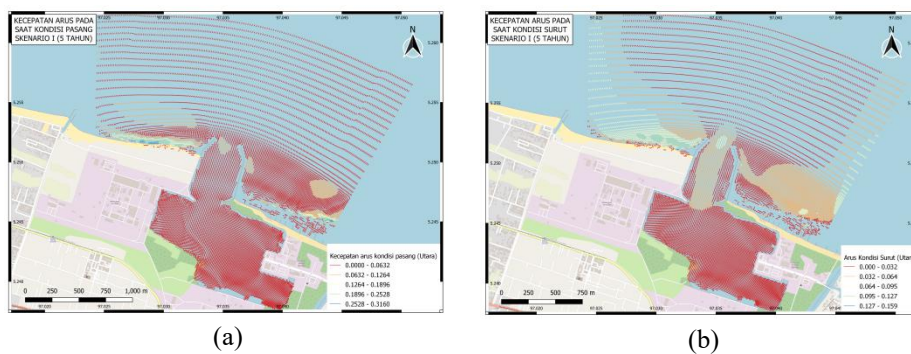 KECEPATAN ARUS PADA
SAAT KONDISI PASANG
SKENARIO I (5 TAHUN)
N
Kecepatan arus kondisi pasang (Utara)
0.0000 - 0.0632
0.0632 - 0.1264
0.1264 - 0.1896
0.1896 - 0.2528
0.2528 - 0.3160
0 250 500 750 1,000 m
(a)
KECEPATAN ARUS PADA
SAAT KONDISI SURUT
SKENARIO I (5 TAHUN)
N
Arus Kondisi Surut (Utara)
0.000 - 0.032
0.032 - 0.064
0.064 - 0.095
0.095 - 0.127
0.127 - 0.159
0 250 500 750 m
(b)